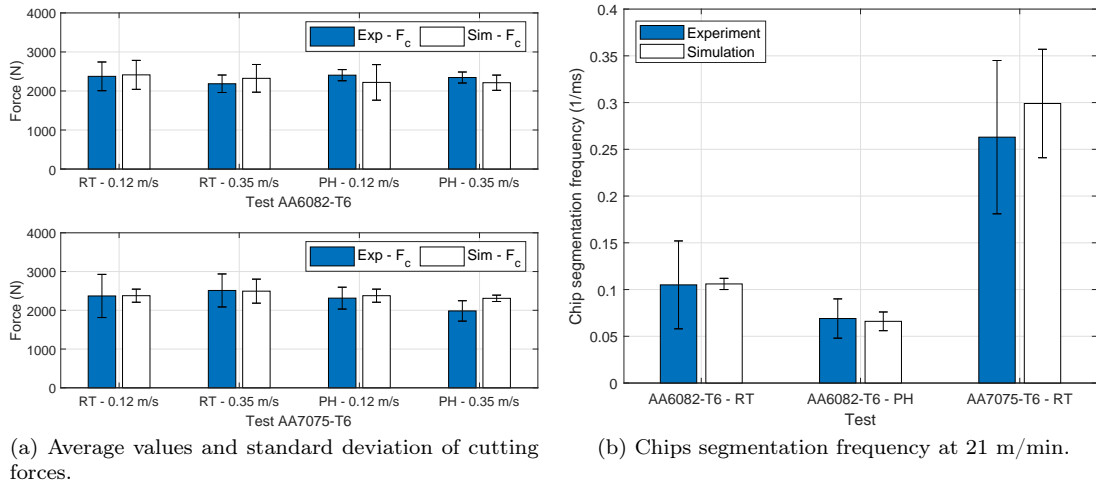 4000
3000
2000
1000
0
Force (N)
Exp - F_c Sim - F_c
RT - 0.12 m/s RT - 0.35 m/s PH - 0.12 m/s PH - 0.35 m/s
Test AA6082-T6
4000
3000
2000
1000
0
Force (N)
Exp - F_c Sim - F_c
RT - 0.12 m/s RT - 0.35 m/s PH - 0.12 m/s PH - 0.35 m/s
Test AA7075-T6
(a) Average values and standard deviation of cutting
forces.
0.4
0.35
0.3
0.25
0.2
0.15
0.1
0.05
0
Chip segmentation frequency (1/ms)
Experiment
Simulation
AA6082-T6 - RT AA6082-T6 - PH AA7075-T6 - RT
Test
(b) Chips segmentation frequency at 21 m/min.